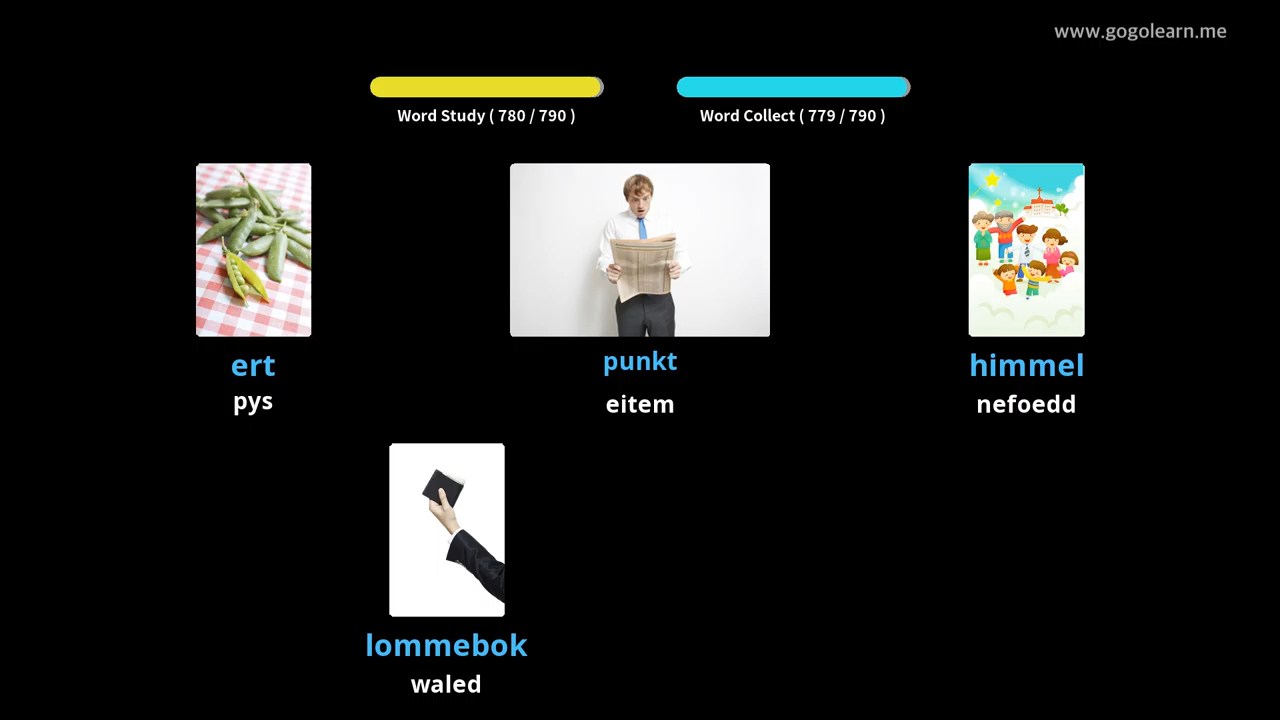 www.gogolearn.me
Word Study ( 780 / 790 )
Word Collect ( 779 / 790 )
ert
pys
punkt
eitem
himmel
nefoedd
lommebok
waled